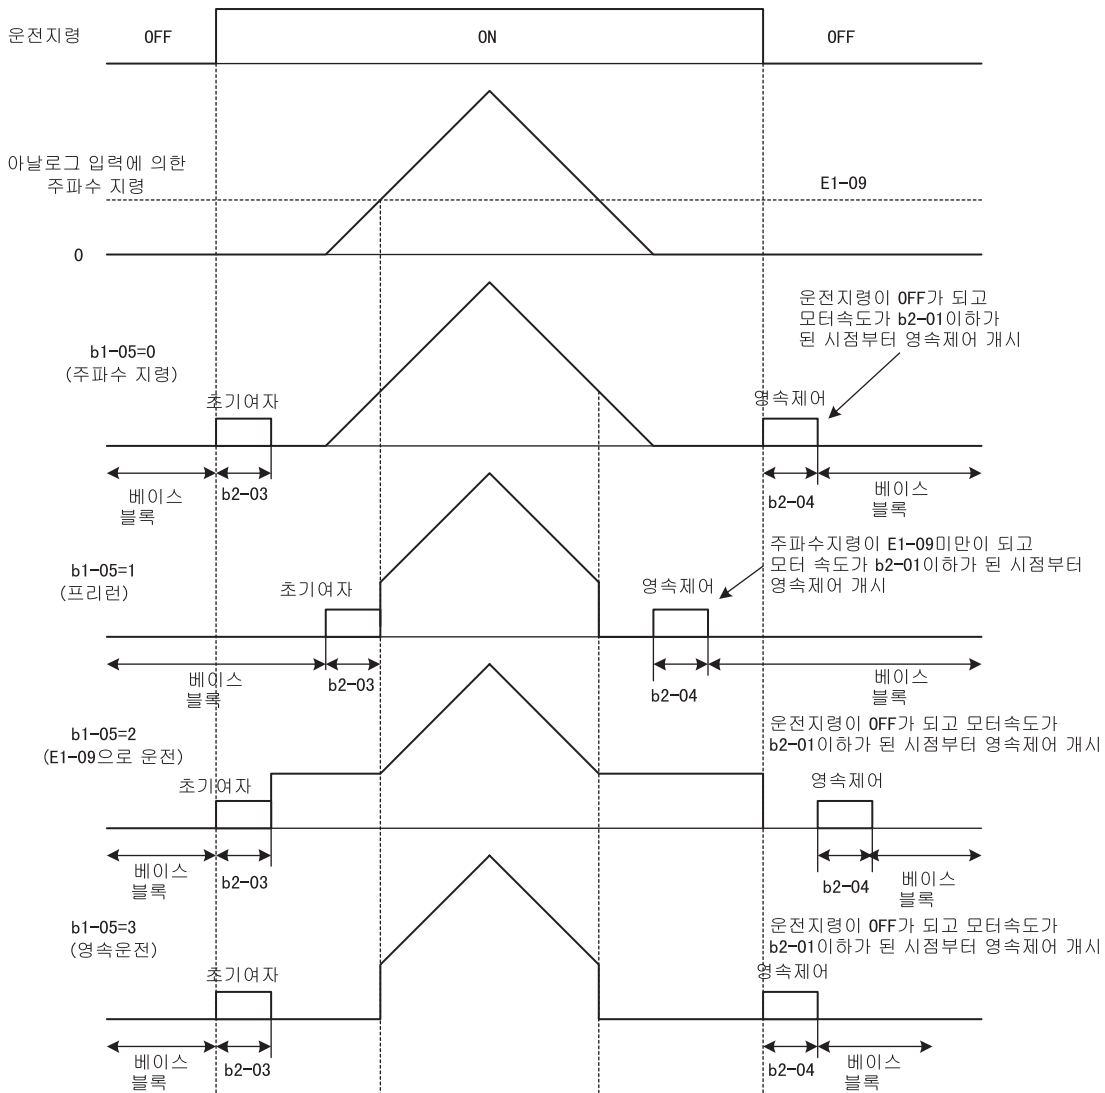 운전지령
OFF
ON
OFF
아날로그 입력에 의한
주파수 지령
E1-09
0
운전지령이 OFF가 되고
모터속도가 b2-01이하가
된 시점부터 영속제어 개시
b1-05=0
(주파수 지령)
초기여자
영속제어
베이스
블록
b2-03
b2-04
베이스
블록
주파수지령이 E1-09미만이 되고
모터 속도가 b2-01이하가 된 시점부터
영속제어 개시
b1-05=1
(프리런)
초기여자
영속제어
베이스
블록
b2-03
b2-04
베이스
블록
b1-05=2
(E1-09으로 운전)
운전지령이 OFF가 되고 모터속도가
b2-01이하가 된 시점부터 영속제어 개시
초기여자
영속제어
베이스
블록
b2-03
b2-04
베이스
블록
b1-05=3
(영속운전)
운전지령이 OFF가 되고 모터속도가
b2-01이하가 된 시점부터 영속제어 개시
초기여자
영속제어
베이스
블록
b2-03
b2-04
베이스
블록